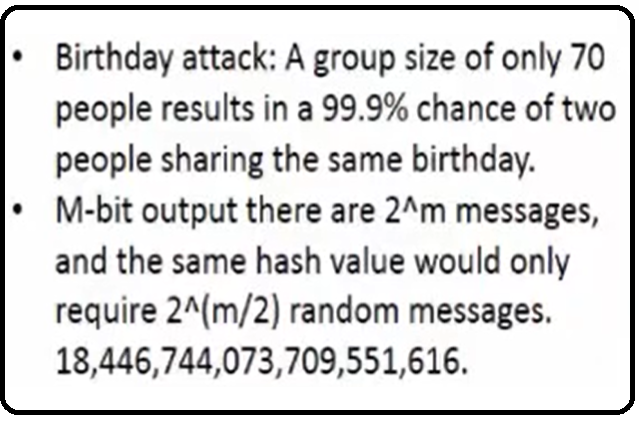 • Birthday attack: A group size of only 70
people results in a 99.9% chance of two
people sharing the same birthday.
• M-bit output there are 2^m messages,
and the same hash value would only
require 2^(m/2) random messages.
18,446,744,073,709,551,616.